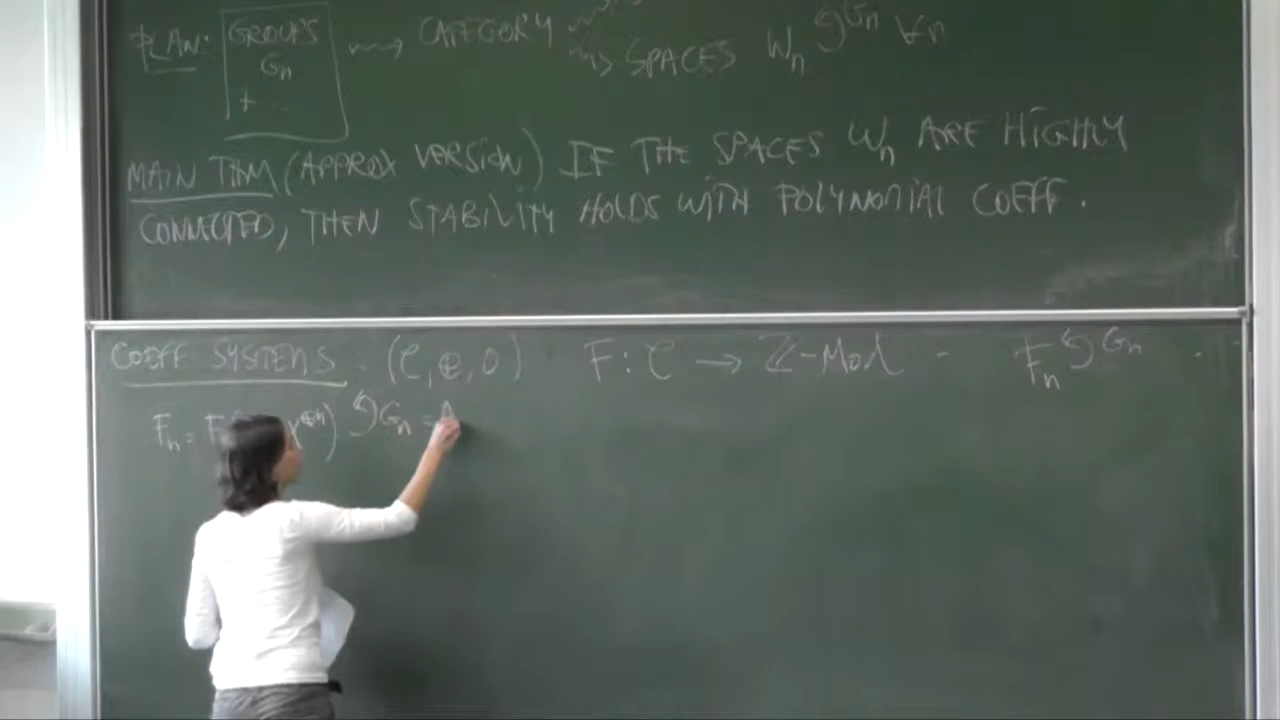 PLAN: GROUPS Gn + ... ⇝ CATEGORY ⇝ SPACES Wn ↺Gn ∀n
MAIN THM (APPROX VERSION) IF THE SPACES Wn ARE HIGHLY
CONNECTED, THEN STABILITY HOLDS WITH POLYNOMIAL COEFF.
COEFF SYSTEMS: (C, ⊕, 0) F: C → Z-Mod - Fn ↺Gn
Fn = X⊕n) ↺Gn = A